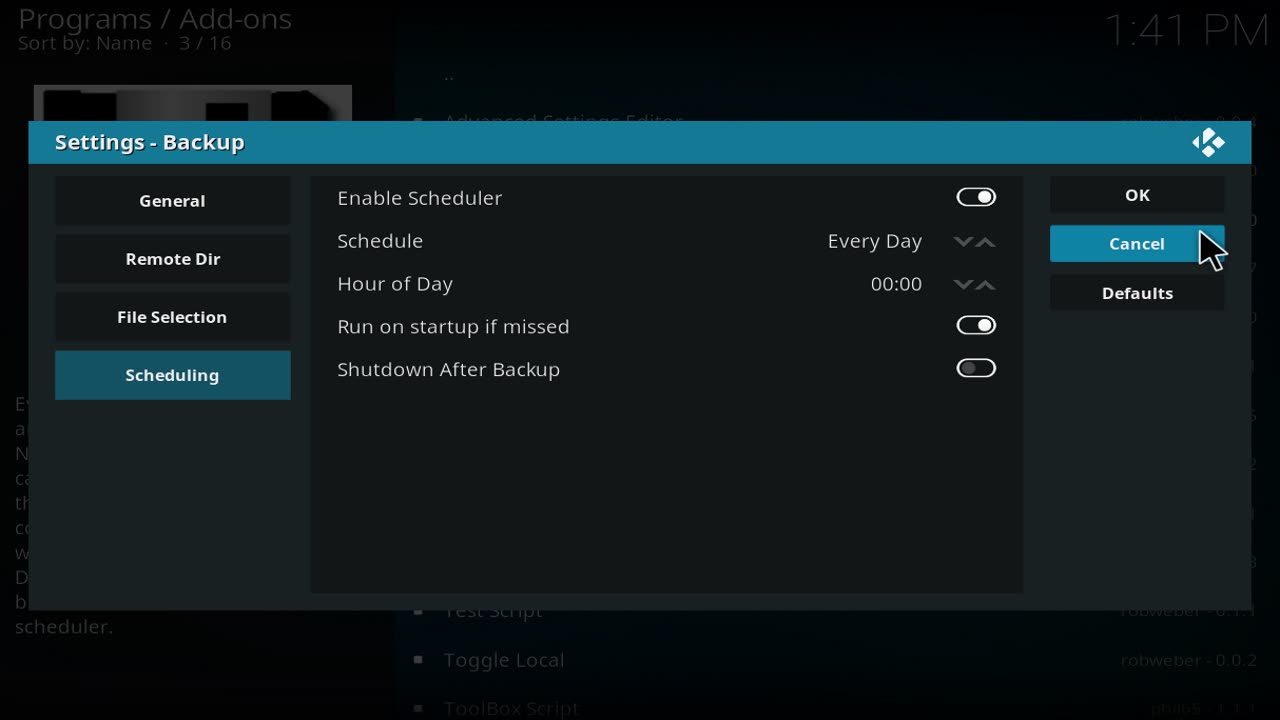 Programs / Add-ons
Sort by: Name · 3 / 16
1:41 PM
..
Advanced Settings Editor
Settings - Backup
General
Remote Dir
File Selection
Scheduling
Enable Scheduler
Schedule Every Day
Hour of Day 00:00
Run on startup if missed
Shutdown After Backup
OK
Cancel
Defaults
scheduler.
Test Script robweber - 0.1.1
Toggle Local robweber - 0.0.2
ToolBox Script